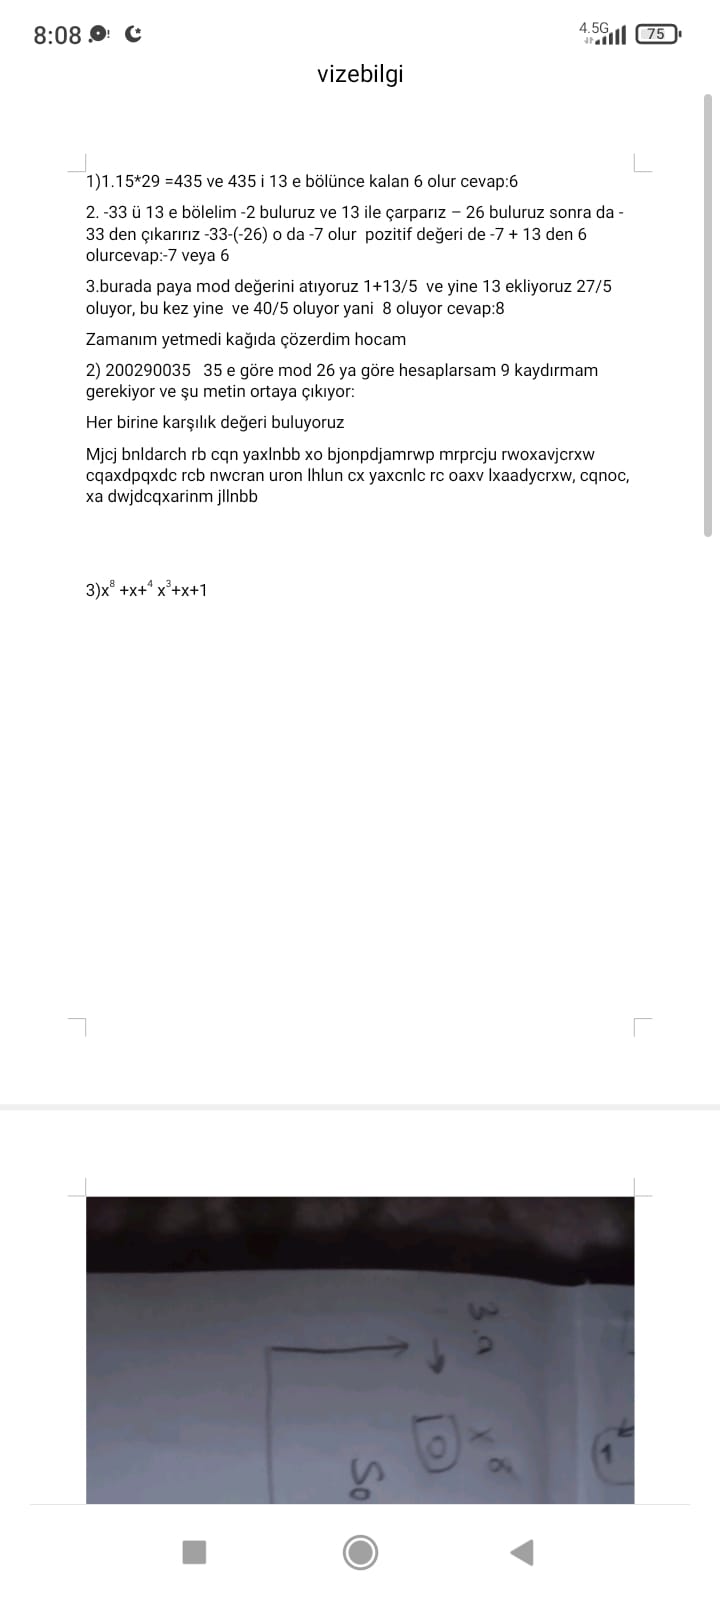 8:08
4.5G
75
vizebilgi
1)1.15*29 =435 ve 435 i 13 e bölünce kalan 6 olur cevap:6
2. -33 ü 13 e bölelim -2 buluruz ve 13 ile çarparız – 26 buluruz sonra da -
33 den çıkarırız -33-(-26) o da -7 olur pozitif değeri de -7 + 13 den 6
olurcevap:-7 veya 6
3.burada paya mod değerini atıyoruz 1+13/5 ve yine 13 ekliyoruz 27/5
oluyor, bu kez yine ve 40/5 oluyor yani 8 oluyor cevap:8
Zamanım yetmedi kağıda çözerdim hocam
2) 200290035 35 e göre mod 26 ya göre hesaplarsam 9 kaydırmam
gerekiyor ve şu metin ortaya çıkıyor:
Her birine karşılık değeri buluyoruz
Mjcj bnldarch rb cqn yaxlnbb xo bjonpdjamrwp mrprcju rwoxavjcrxw
cqaxdpqxdc rcb nwcran uron lhlun cx yaxcnlc rc oaxv lxaadycrxw, cqnoc,
xa dwjdcqxarinm jllnbb
3)x⁸ +x+⁴ x³+x+1
3.a
x⁸
0
S0
1